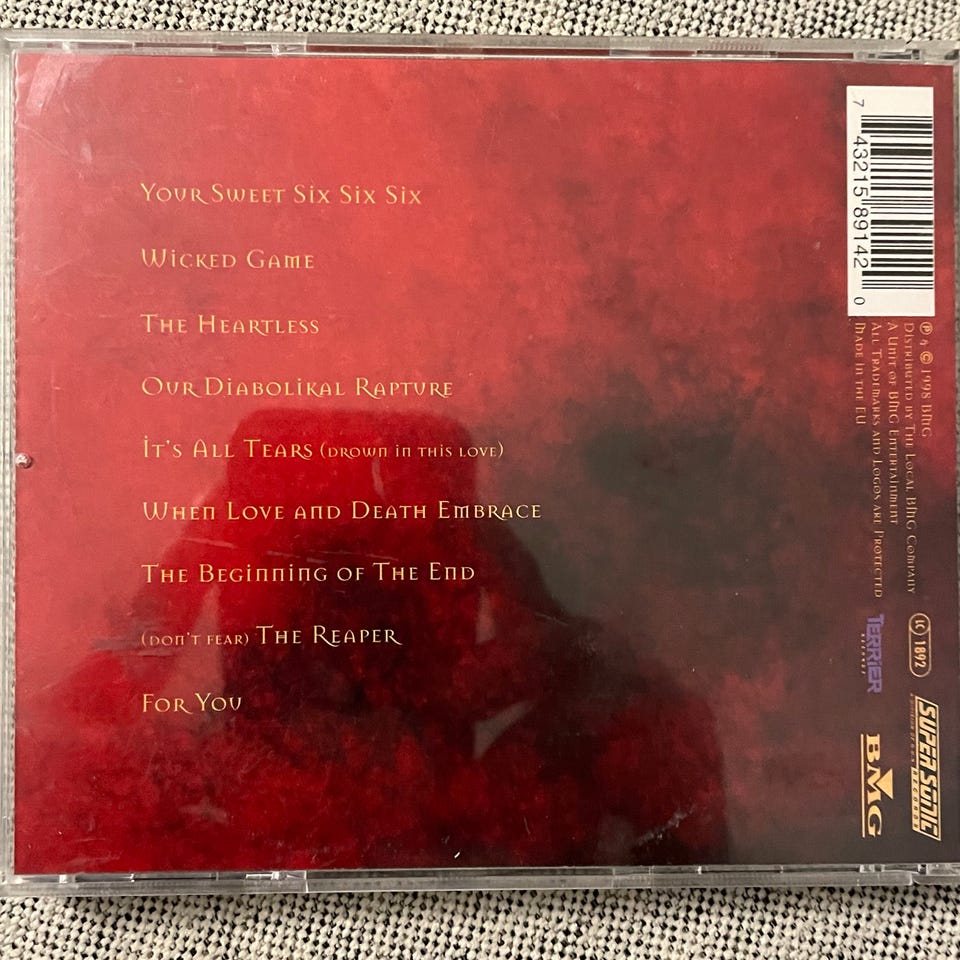 Your Sweet Six Six Six
Wicked Game
The Heartless
Our Diabolikal Rapture
It's All Tears (drown in this love)
When Love and Death Embrace
The Beginning of The End
(don't fear) The Reaper
For You
7 43215 89142 0
℗ & © 1998 BMG
Distributed by The Local BMG Company
A Unit of BMG Entertainment
All Trademarks and Logos are Protected
Made in the EU
LC 1892
TERRIER
RECORDS
SUPER SONIC
RECORDS
BMG